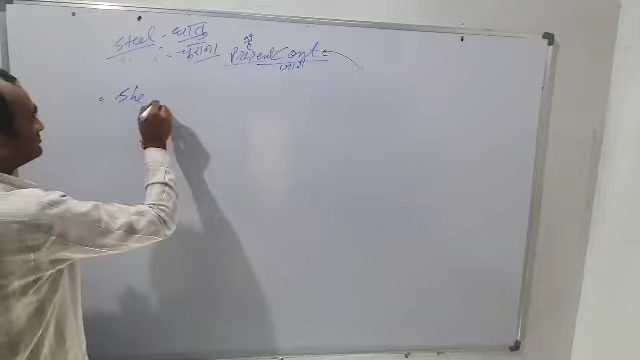 Steel - धातु
" " = चुराना Present Cont :-
जारी
= She